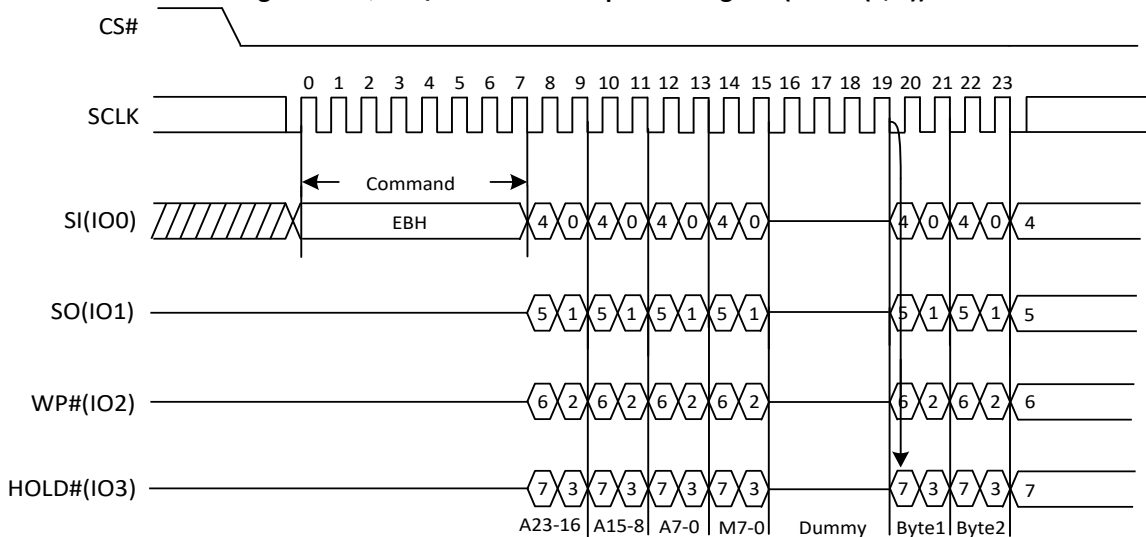 CS#
0 1 2 3 4 5 6 7 8 9 10 11 12 13 14 15 16 17 18 19 20 21 22 23
SCLK
Command
SI(IO0) EBH 4 0 4 0 4 0 4 0 4 0 4 0 4
SO(IO1) 5 1 5 1 5 1 5 1 5 1 5 1 5
WP#(IO2) 6 2 6 2 6 2 6 2 6 2 6 2 6
HOLD#(IO3) 7 3 7 3 7 3 7 3 7 3 7 3 7
A23-16 A15-8 A7-0 M7-0 Dummy Byte1 Byte2